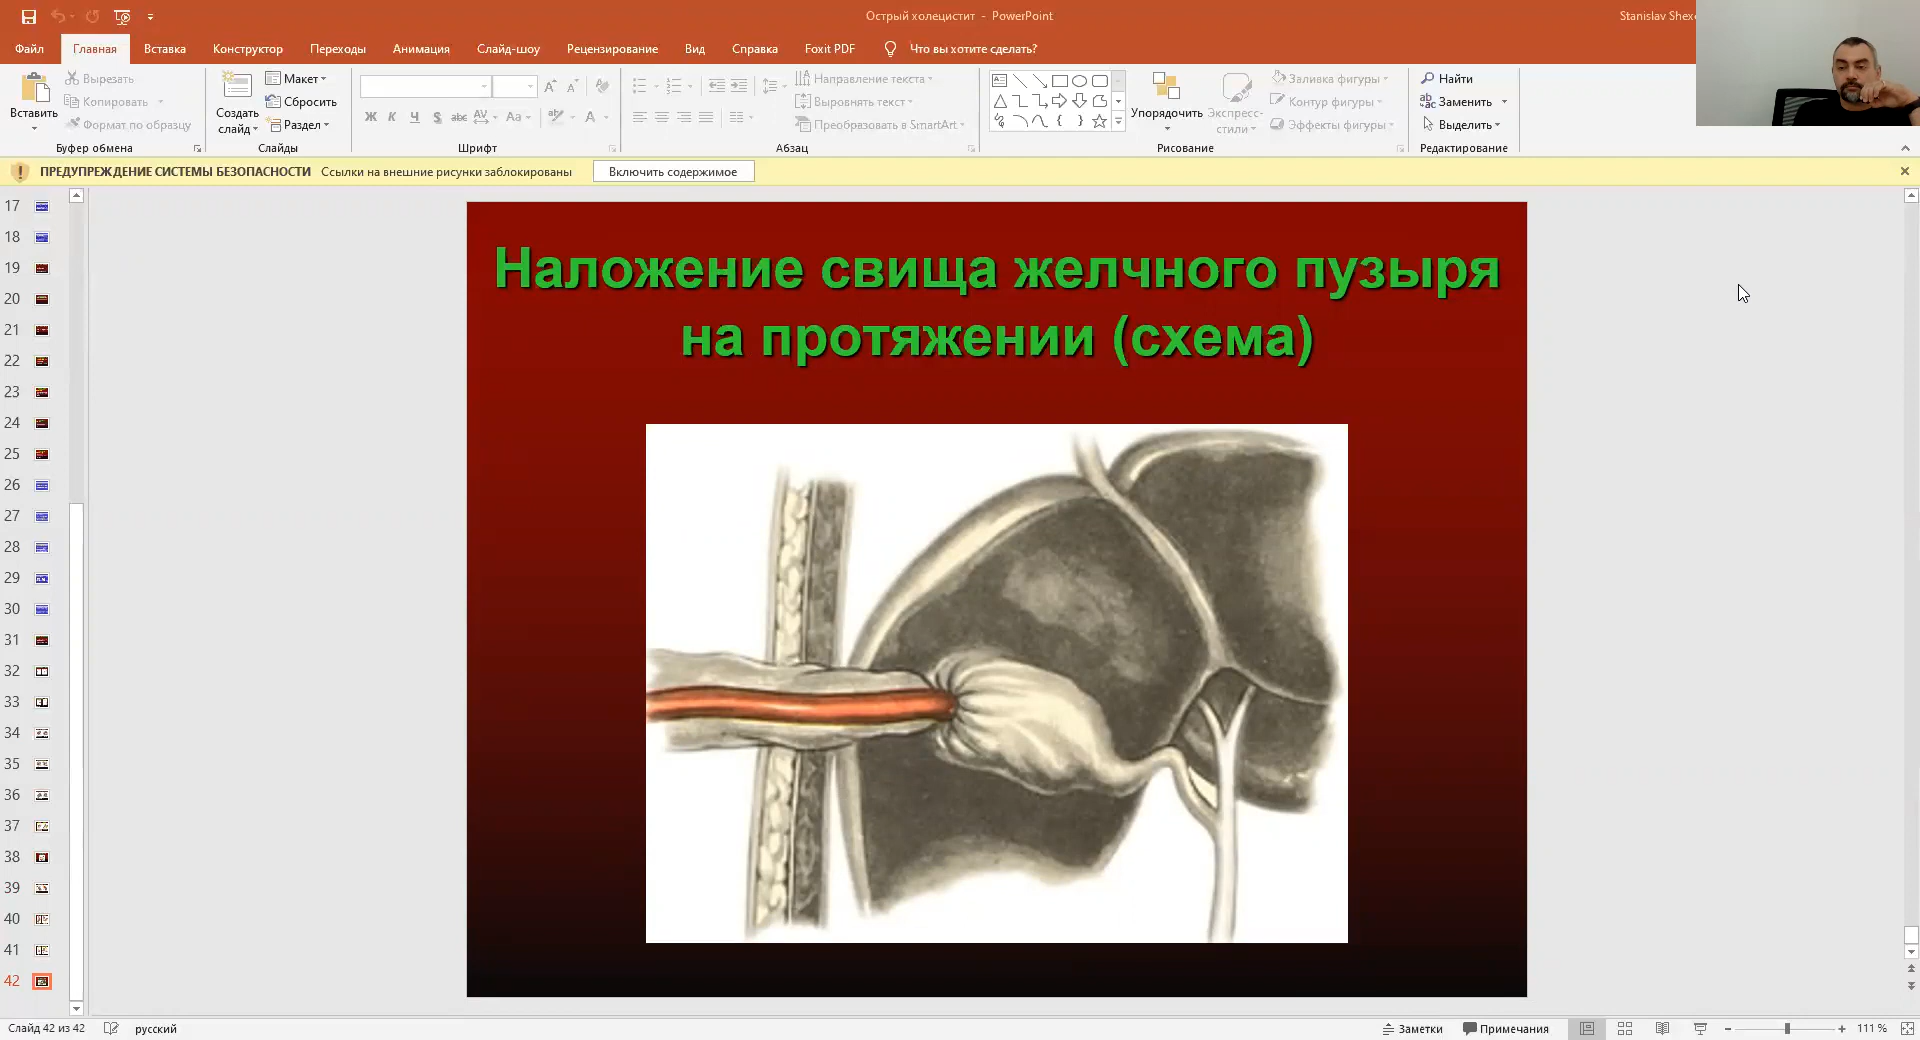 Острый холецистит - PowerPoint
Stanislav Shex
Файл Главная Вставка Конструктор Переходы Анимация Слайд-шоу Рецензирование Вид Справка Foxit PDF Что вы хотите сделать?
Вставить
Вырезать
Копировать
Формат по образцу
Буфер обмена
Создать слайд
Макет
Сбросить
Раздел
Слайды
Ж К Ч S abc AV Aa A
Шрифт
Направление текста
Выровнять текст
Преобразовать в SmartArt
Абзац
Упорядочить
Экспресс-стили
Заливка фигуры
Контур фигуры
Эффекты фигуры
Рисование
Найти
Заменить
Выделить
Редактирование
ПРЕДУПРЕЖДЕНИЕ СИСТЕМЫ БЕЗОПАСНОСТИ Ссылки на внешние рисунки заблокированы Включить содержимое
17
18
19
20
21
22
23
24
25
26
27
28
29
30
31
32
33
34
35
36
37
38
39
40
41
42
Наложение свища желчного пузыря
на протяжении (схема)
Слайд 42 из 42 русский Заметки Примечания 111 %